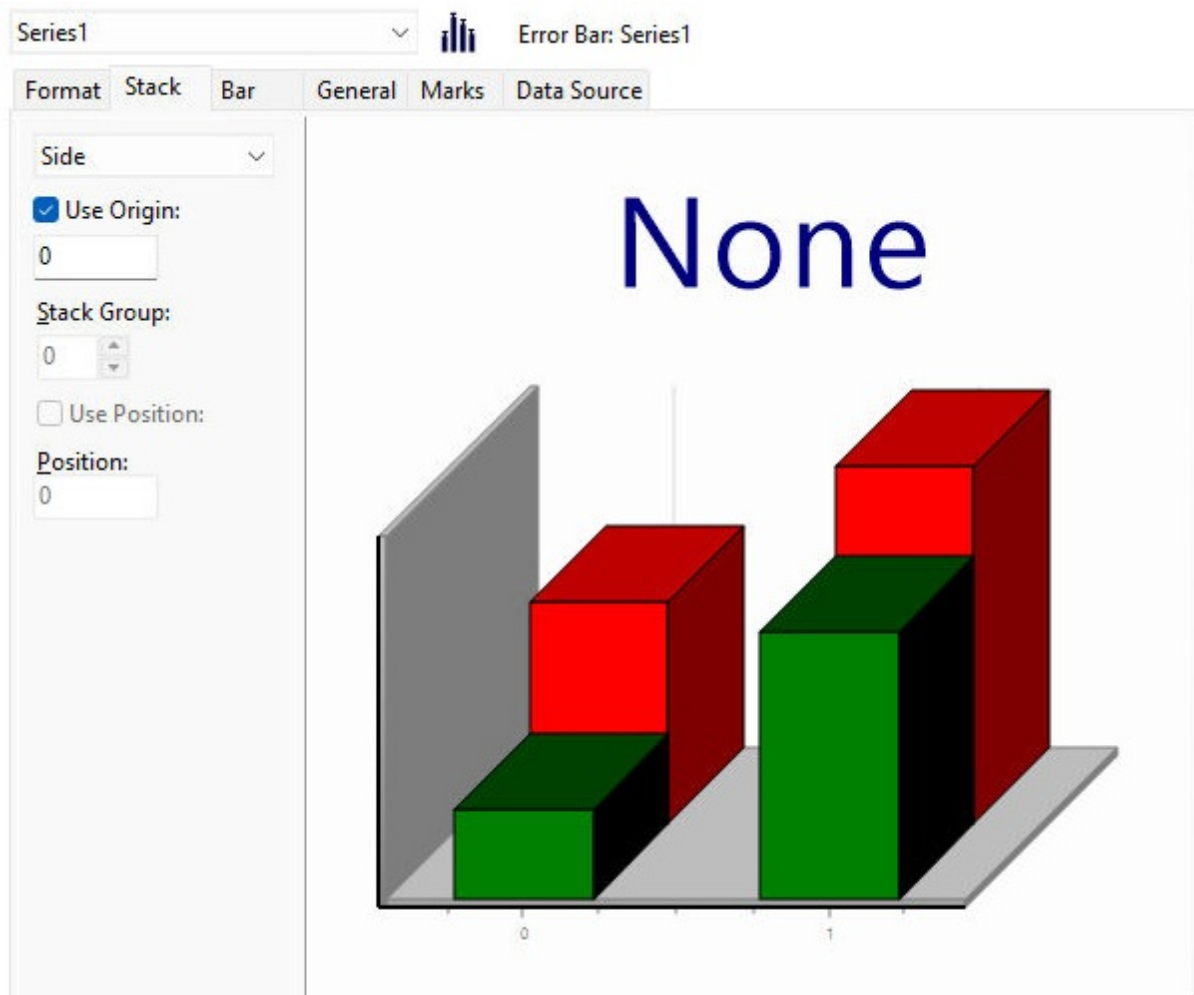 Series1 Error Bar: Series1
Format Stack Bar General Marks Data Source
Side
Use Origin:
0
Stack Group:
0
Use Position:
Position:
0
None
0 1